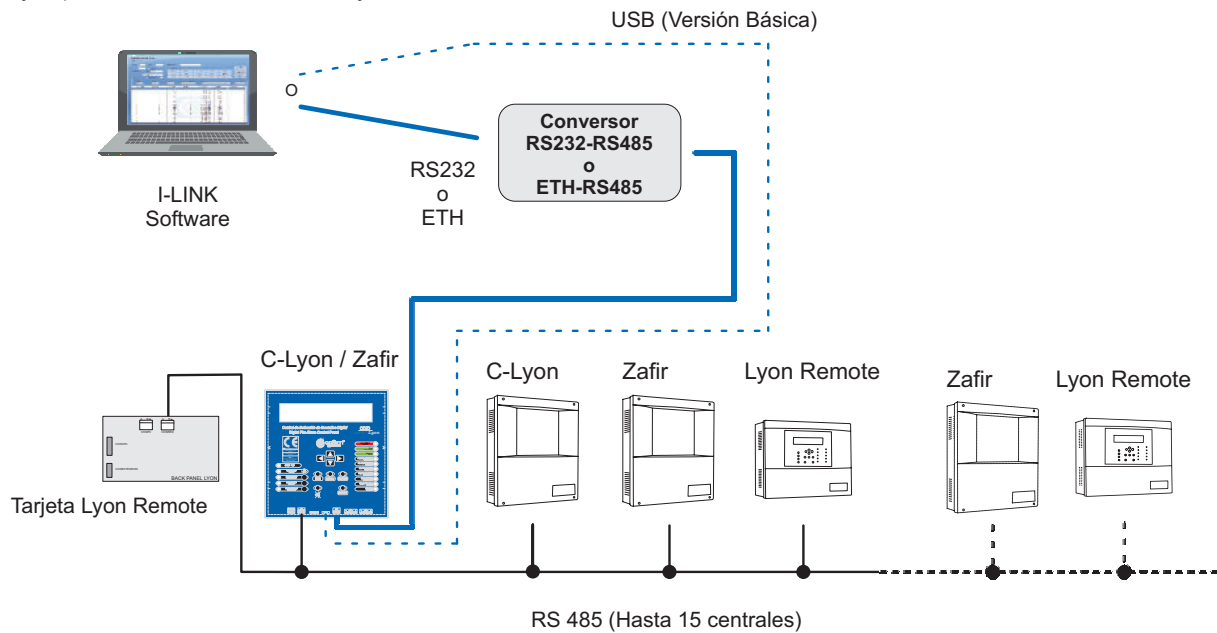 USB (Versión Básica)
O
Conversor
RS232-RS485
o
ETH-RS485
RS232
o
ETH
I-LINK
Software
C-Lyon / Zafir
C-Lyon
Zafir
Lyon Remote
Zafir
Lyon Remote
BACK PANEL LYON
Tarjeta Lyon Remote
RS 485 (Hasta 15 centrales)